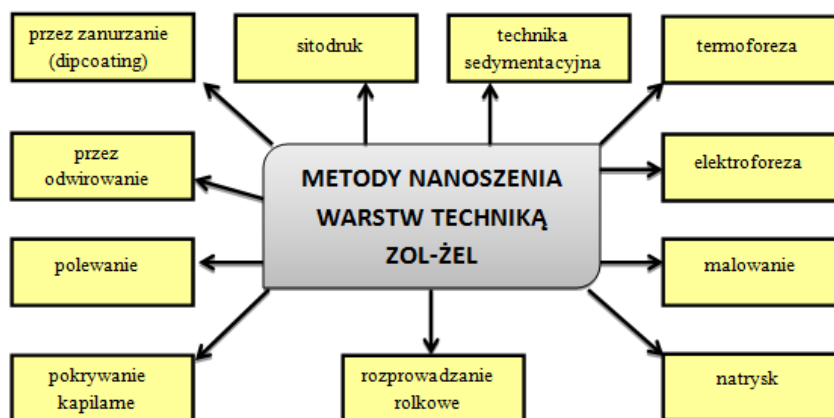 przez zanurzanie
(dipcoating)
sitodruk
technika
sedymentacyjna
termoforeza
przez
odwirowanie
METODY NANOSZENIA
WARSTW TECHNIKĄ
ZOL-ŻEL
elektroforeza
polewanie
malowanie
pokrywanie
kapilarne
rozprowadzanie
rolkowe
natrysk